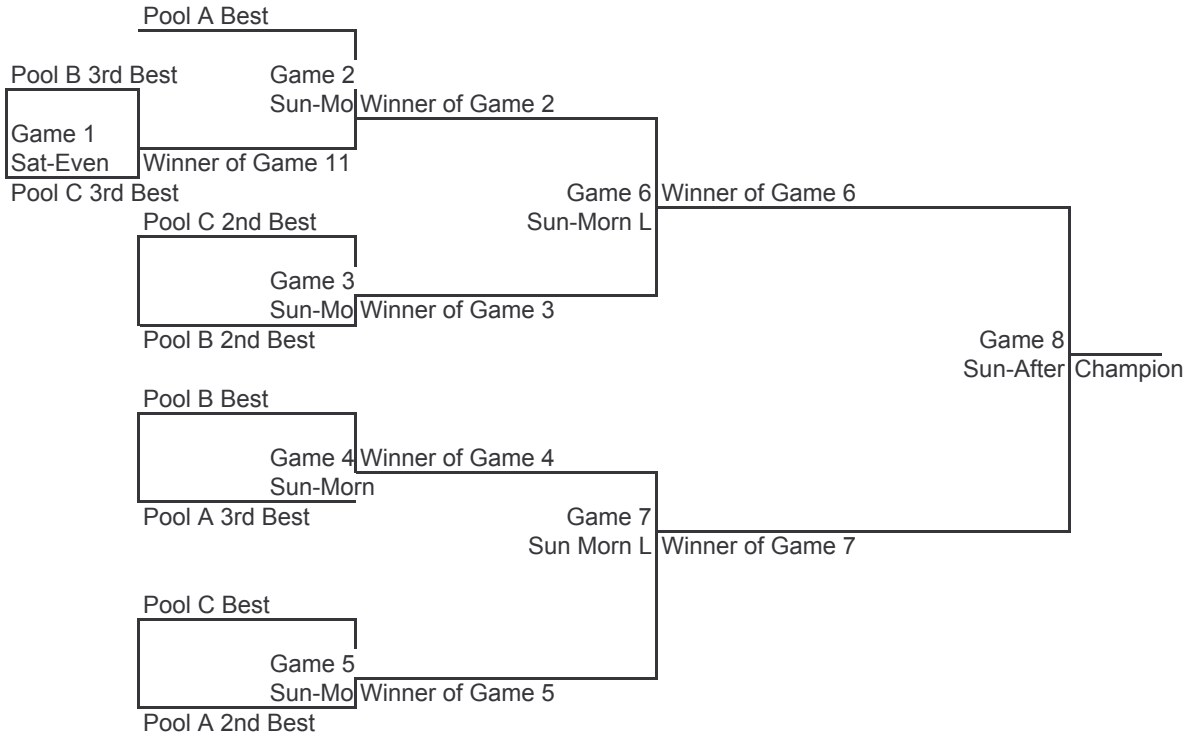 Pool A Best
Pool B 3rd Best
Game 2
Sun-Mo
Winner of Game 2
Game 1
Sat-Even
Winner of Game 11
Pool C 3rd Best
Game 6
Sun-Morn L
Winner of Game 6
Pool C 2nd Best
Game 3
Sun-Mo
Winner of Game 3
Pool B 2nd Best
Game 8
Sun-After
Champion
Pool B Best
Game 4
Sun-Morn
Winner of Game 4
Pool A 3rd Best
Game 7
Sun Morn L
Winner of Game 7
Pool C Best
Game 5
Sun-Mo
Winner of Game 5
Pool A 2nd Best